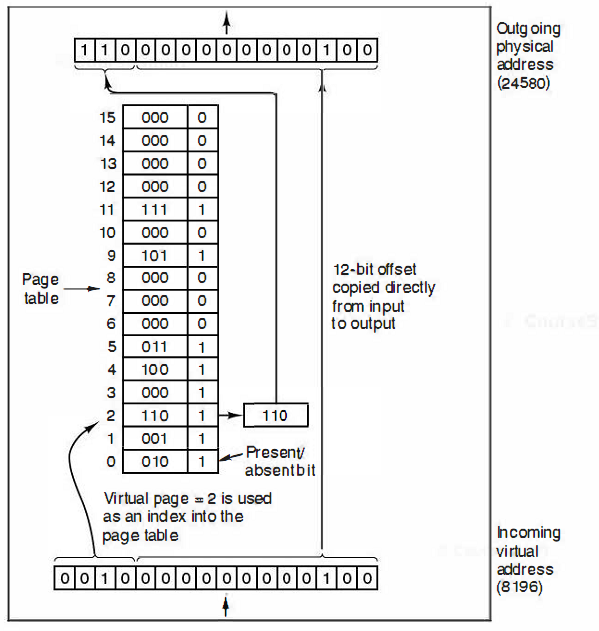 Outgoing
physical
address
(24580)
1 1 0 0 0 0 0 0 0 0 0 0 1 0 0
15 000 0
14 000 0
13 000 0
12 000 0
11 111 1
10 000 0
9 101 1
8 000 0
7 000 0
6 000 0
5 011 1
4 100 1
3 000 1
2 110 1
1 001 1
0 010 1
Page
table
110
12-bit offset
copied directly
from input
to output
Present/
absent bit
Virtual page = 2 is used
as an index into the
page table
0 0 1 0 0 0 0 0 0 0 0 0 0 1 0 0
Incoming
virtual
address
(8196)